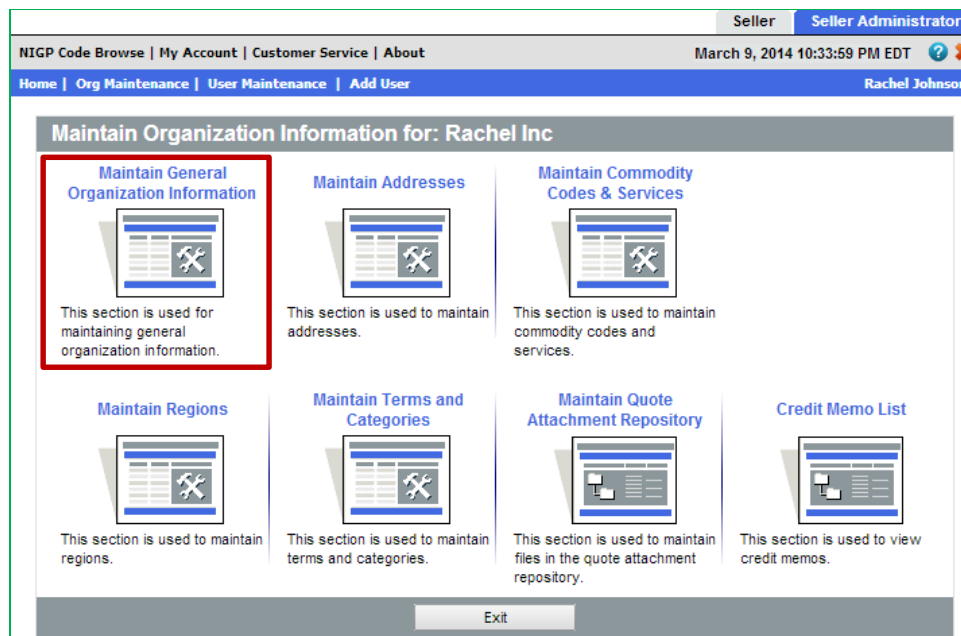 Seller Seller Administrator
NIGP Code Browse | My Account | Customer Service | About March 9, 2014 10:33:59 PM EDT
Home | Org Maintenance | User Maintenance | Add User Rachel Johnson
Maintain Organization Information for: Rachel Inc
Maintain General
Organization Information
This section is used for
maintaining general
organization information.
Maintain Addresses
This section is used to maintain
addresses.
Maintain Commodity
Codes & Services
This section is used to maintain
commodity codes and
services.
Maintain Regions
This section is used to maintain
regions.
Maintain Terms and
Categories
This section is used to maintain
terms and categories.
Maintain Quote
Attachment Repository
This section is used to maintain
files in the quote attachment
repository.
Credit Memo List
This section is used to view
credit memos.
Exit